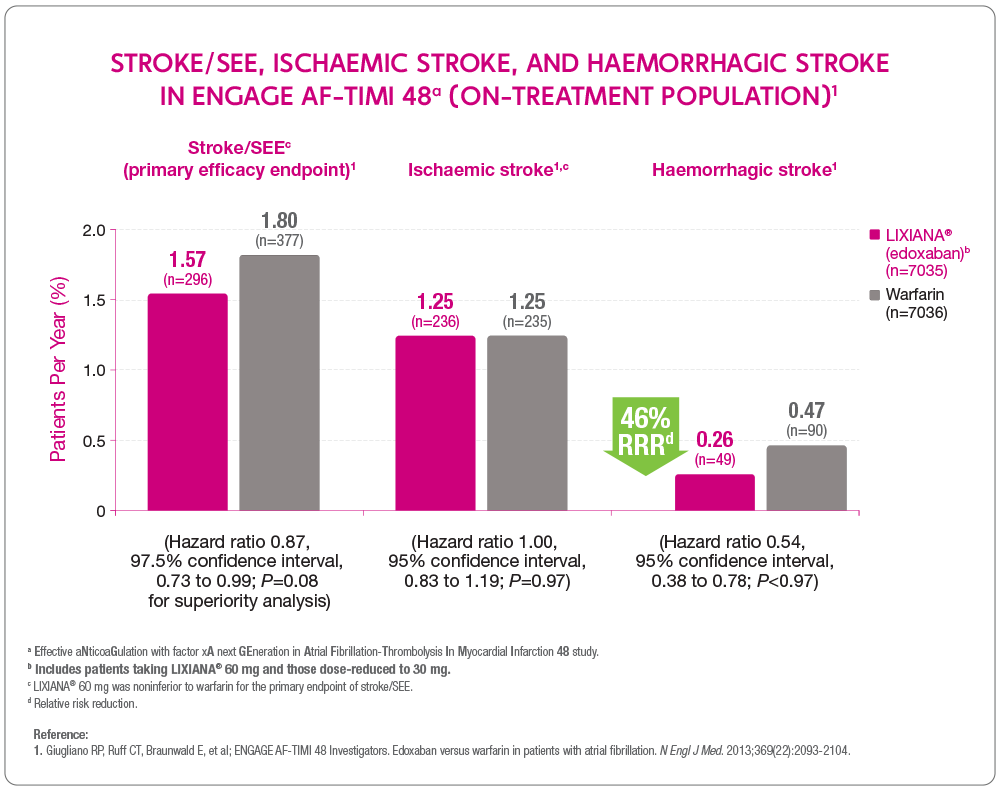 STROKE/SEE, ISCHAEMIC STROKE, AND HAEMORRHAGIC STROKE
IN ENGAGE AF-TIMI 48ᵃ (ON-TREATMENT POPULATION)¹
Stroke/SEEᶜ
(primary efficacy endpoint)¹
Ischaemic stroke¹,ᶜ
Haemorrhagic stroke¹
Patients Per Year (%)
2.0
1.5
1.0
0.5
0
1.57
(n=296)
1.80
(n=377)
1.25
(n=236)
1.25
(n=235)
46%
RRRᵈ
0.26
(n=49)
0.47
(n=90)
LIXIANA®
(edoxaban)ᵇ
(n=7035)
Warfarin
(n=7036)
(Hazard ratio 0.87,
97.5% confidence interval,
0.73 to 0.99; P=0.08
for superiority analysis)
(Hazard ratio 1.00,
95% confidence interval,
0.83 to 1.19; P=0.97)
(Hazard ratio 0.54,
95% confidence interval,
0.38 to 0.78; P<0.97)
ᵃ Effective aNticoaGulation with factor xA next GEneration in Atrial Fibrillation-Thrombolysis In Myocardial Infarction 48 study.
ᵇ Includes patients taking LIXIANA® 60 mg and those dose-reduced to 30 mg.
ᶜ LIXIANA® 60 mg was noninferior to warfarin for the primary endpoint of stroke/SEE.
ᵈ Relative risk reduction.
Reference:
1. Giugliano RP, Ruff CT, Braunwald E, et al; ENGAGE AF-TIMI 48 Investigators. Edoxaban versus warfarin in patients with atrial fibrillation. N Engl J Med. 2013;369(22):2093-2104.